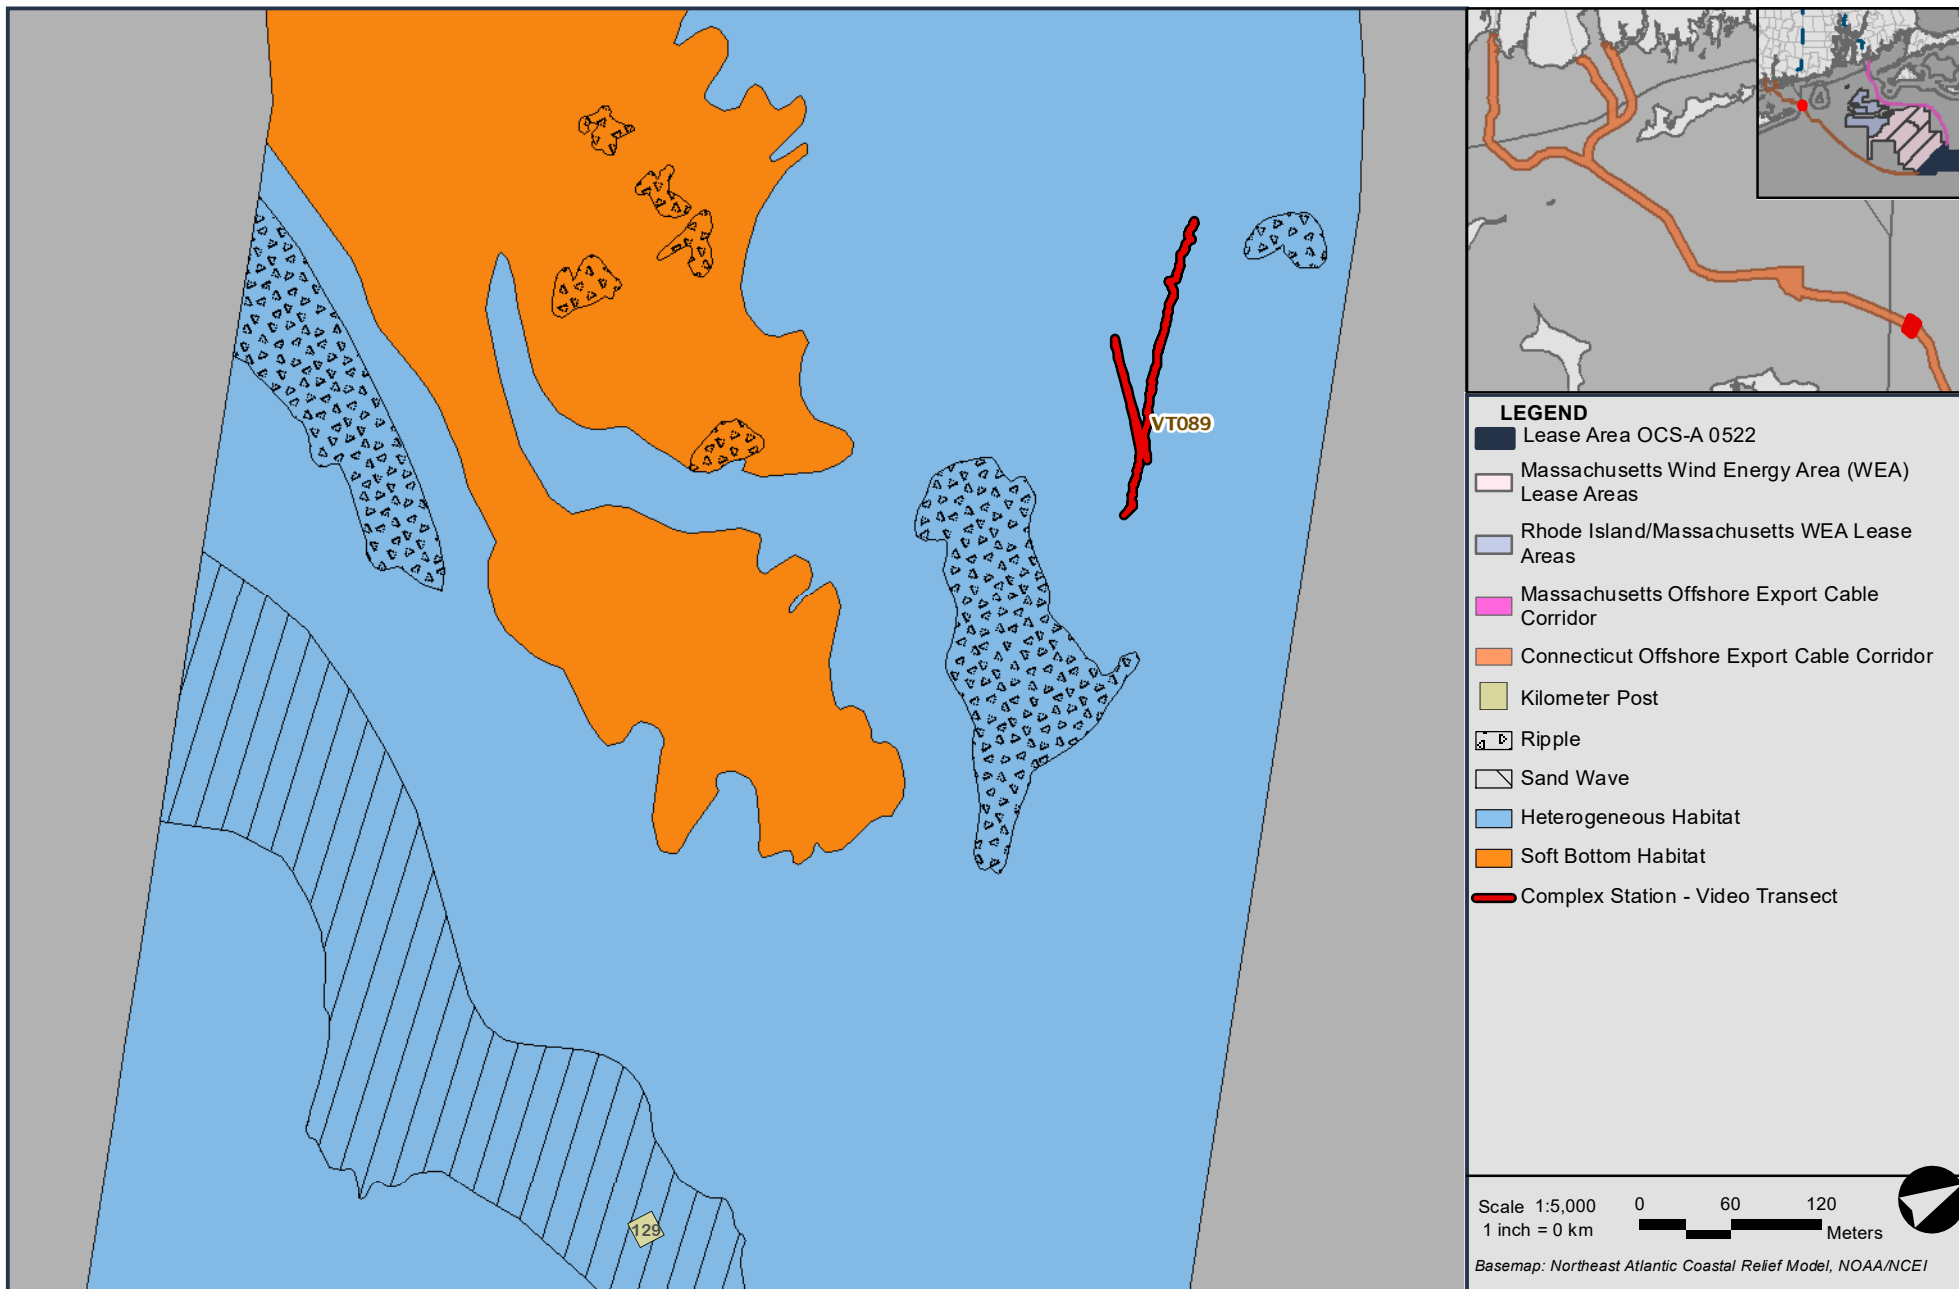 VT089
129
LEGEND
Lease Area OCS-A 0522
Massachusetts Wind Energy Area (WEA)
Lease Areas
Rhode Island/Massachusetts WEA Lease
Areas
Massachusetts Offshore Export Cable
Corridor
Connecticut Offshore Export Cable Corridor
Kilometer Post
Ripple
Sand Wave
Heterogeneous Habitat
Soft Bottom Habitat
Complex Station - Video Transect
Scale 1:5,000
1 inch = 0 km
0 60 120
Meters
Basemap: Northeast Atlantic Coastal Relief Model, NOAA/NCEI